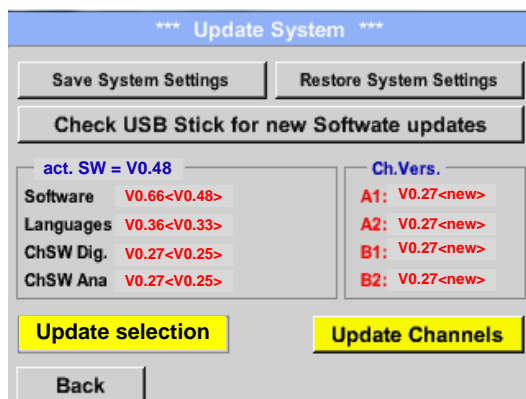 *** Update System ***
Save System Settings Restore System Settings
Check USB Stick for new Softwate updates
act. SW = V0.48
Software V0.66<V0.48>
Languages V0.36<V0.33>
ChSW Dig. V0.27<V0.25>
ChSW Ana V0.27<V0.25>
Ch.Vers.
A1: V0.27<new>
A2: V0.27<new>
B1: V0.27<new>
B2: V0.27<new>
Update selection Update Channels
Back